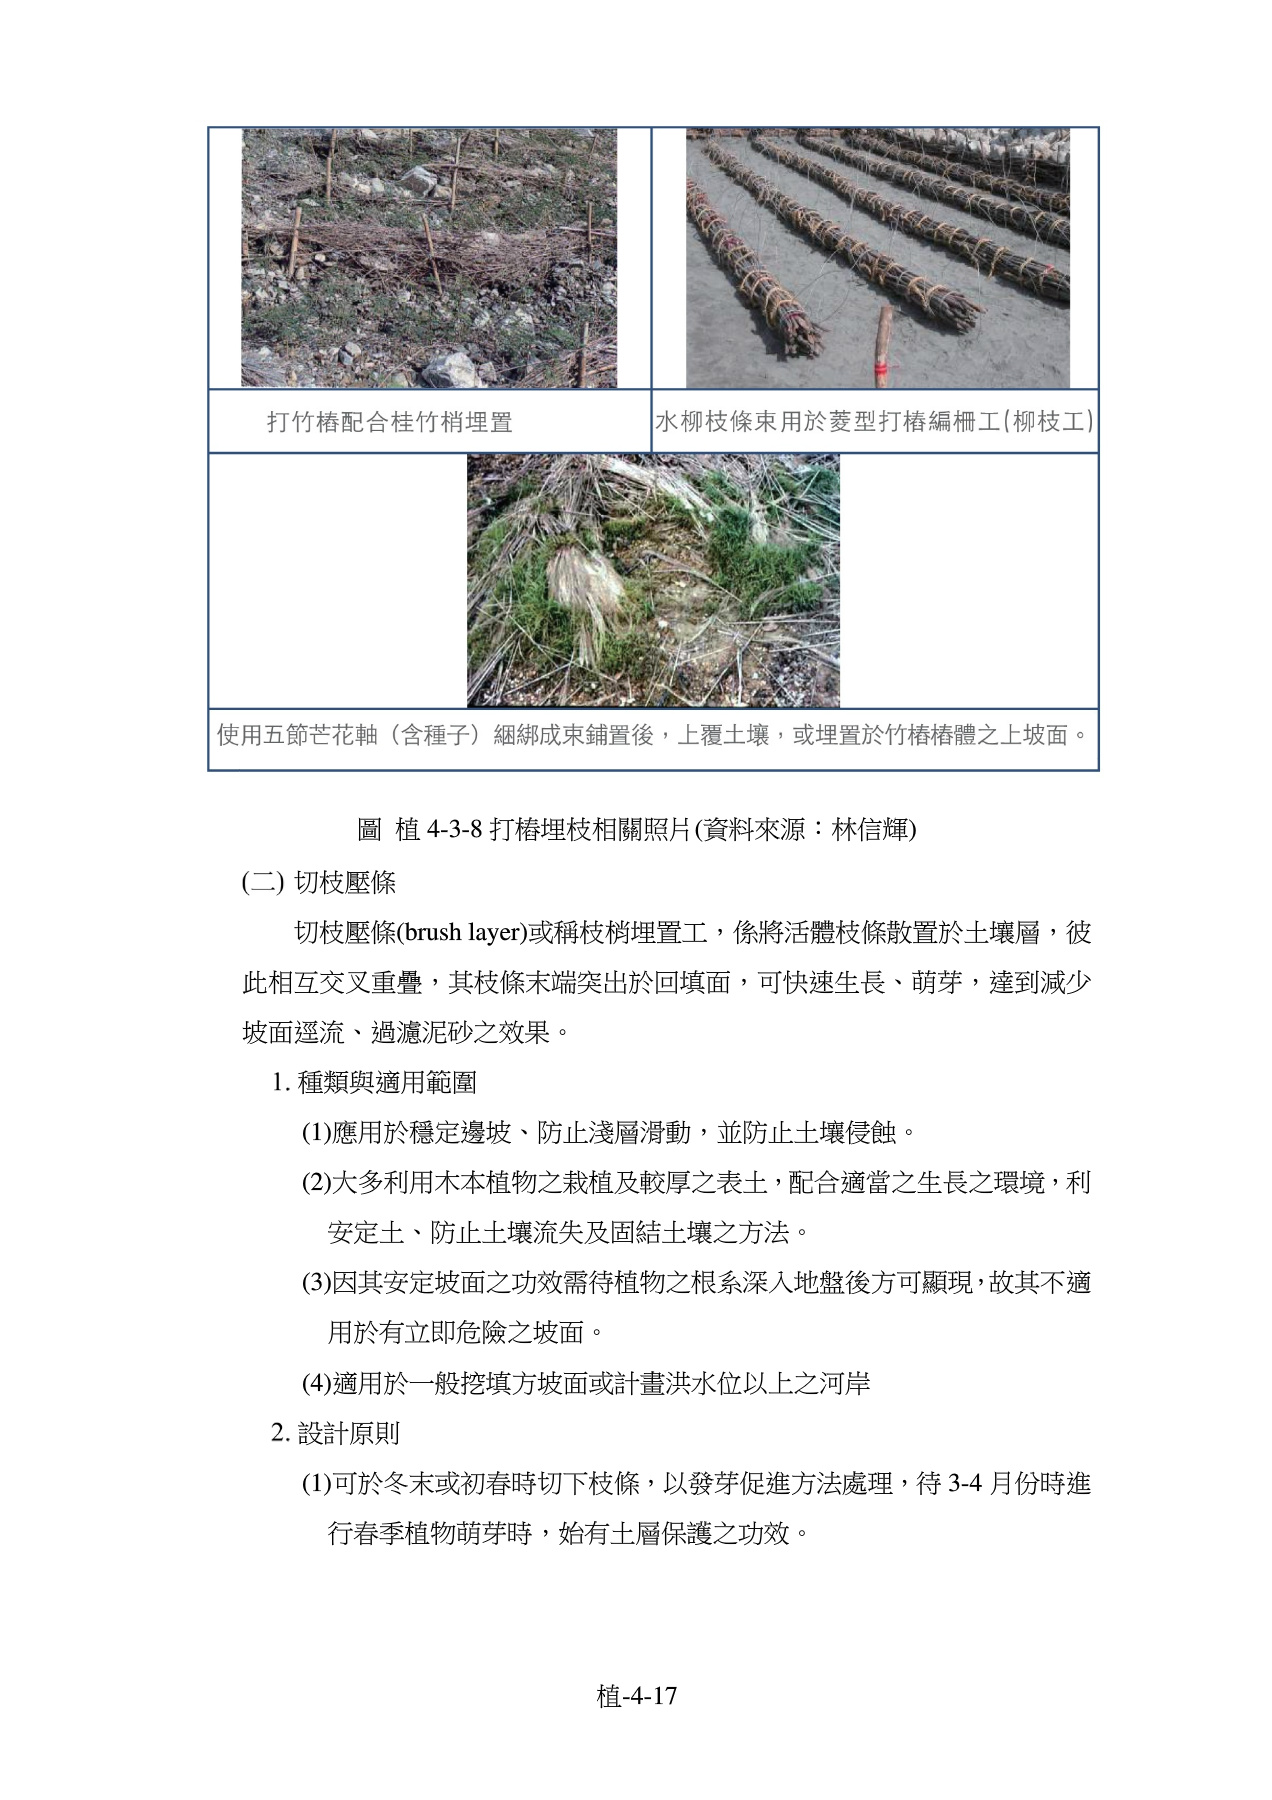 打竹樁配合桂竹梢埋置
水柳枝條束用於菱型打樁編柵工(柳枝工)
使用五節芒花軸（含種子）綑綁成束鋪置後，上覆土壤，或埋置於竹樁樁體之上坡面。
圖 植 4-3-8 打樁埋枝相關照片(資料來源：林信輝)
(二) 切枝壓條
切枝壓條(brush layer)或稱枝梢埋置工，係將活體枝條散置於土壤層，彼
此相互交叉重疊，其枝條末端突出於回填面，可快速生長、萌芽，達到減少
坡面逕流、過濾泥砂之效果。
1. 種類與適用範圍
(1)應用於穩定邊坡、防止淺層滑動，並防止土壤侵蝕。
(2)大多利用木本植物之栽植及較厚之表土，配合適當之生長之環境，利
安定土、防止土壤流失及固結土壤之方法。
(3)因其安定坡面之功效需待植物之根系深入地盤後方可顯現，故其不適
用於有立即危險之坡面。
(4)適用於一般挖填方坡面或計畫洪水位以上之河岸
2. 設計原則
(1)可於冬末或初春時切下枝條，以發芽促進方法處理，待 3-4 月份時進
行春季植物萌芽時，始有土層保護之功效。
植-4-17